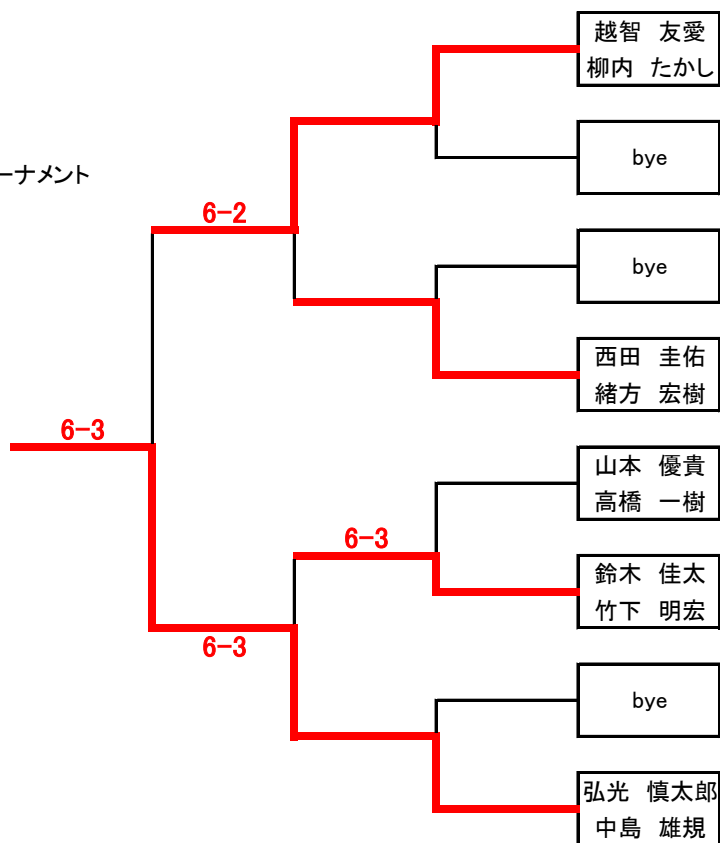 越智 友愛
柳内 たかし
bye
ーナメント
6-2
bye
西田 圭佑
緒方 宏樹
6-3
山本 優貴
高橋 一樹
6-3
鈴木 佳太
竹下 明宏
6-3
bye
弘光 慎太郎
中島 雄規